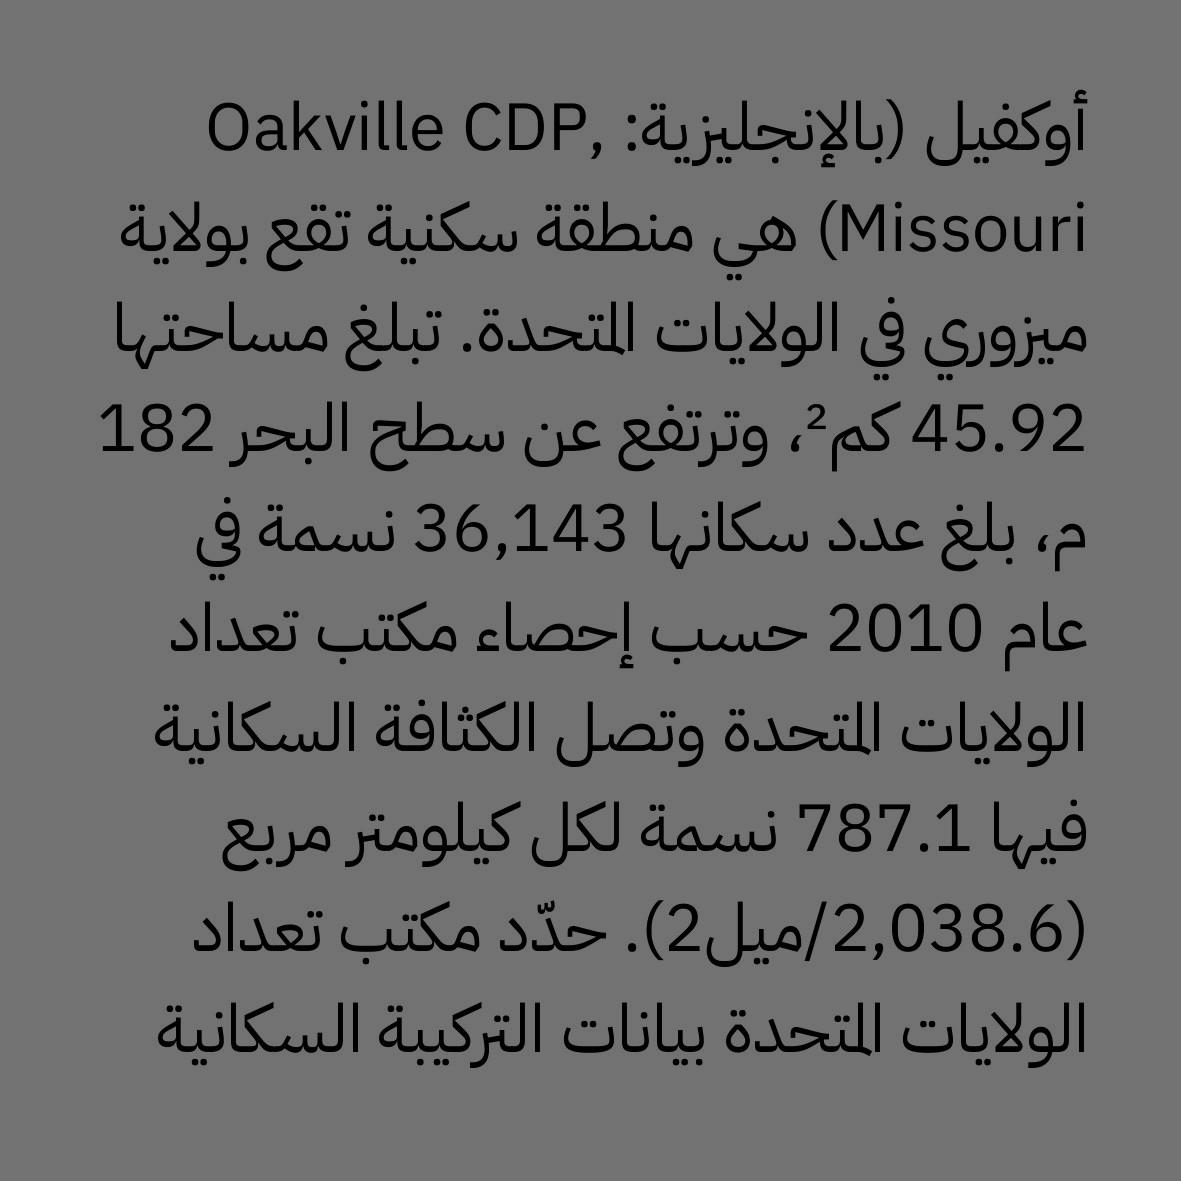 أوكفيل (بالإنجليزية: Oakville CDP,
Missouri) هي منطقة سكنية تقع بولاية
ميزوري في الولايات المتحدة. تبلغ مساحتها
45.92 كم²، وترتفع عن سطح البحر 182
م، بلغ عدد سكانها 36,143 نسمة في
عام 2010 حسب إحصاء مكتب تعداد
الولايات المتحدة وتصل الكثافة السكانية
فيها 787.1 نسمة لكل كيلومتر مربع
(2,038.6/ميل2). حدّد مكتب تعداد
الولايات المتحدة بيانات التركيبة السكانية